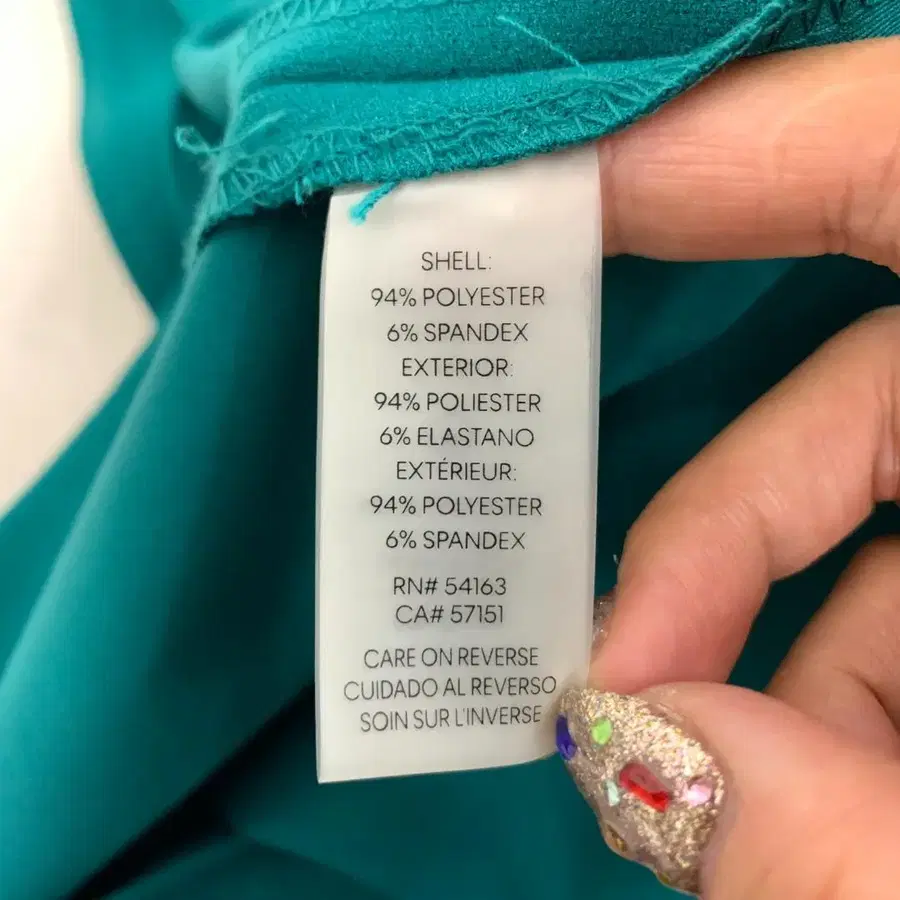 SHELL:
94% POLYESTER
6% SPANDEX
EXTERIOR:
94% POLIESTER
6% ELASTANO
EXTÉRIEUR:
94% POLYESTER
6% SPANDEX
RN# 54163
CA# 57151
CARE ON REVERSE
CUIDADO AL REVERSO
SOIN SUR L'INVERSE